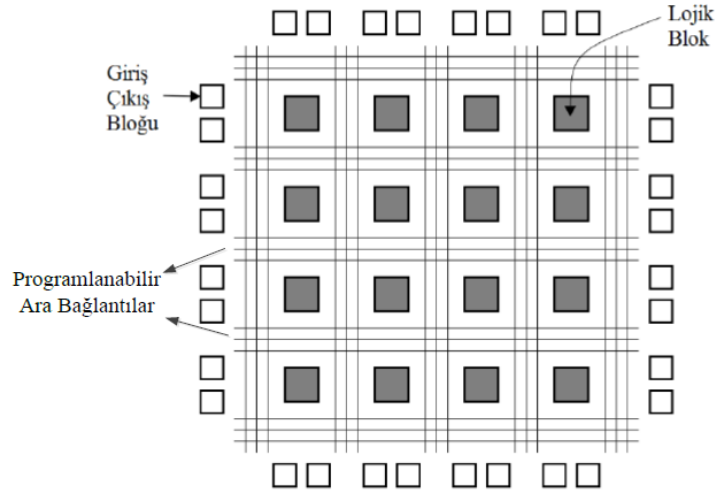 Lojik
Blok
Giriş
Çıkış
Bloğu
Programlanabilir
Ara Bağlantılar